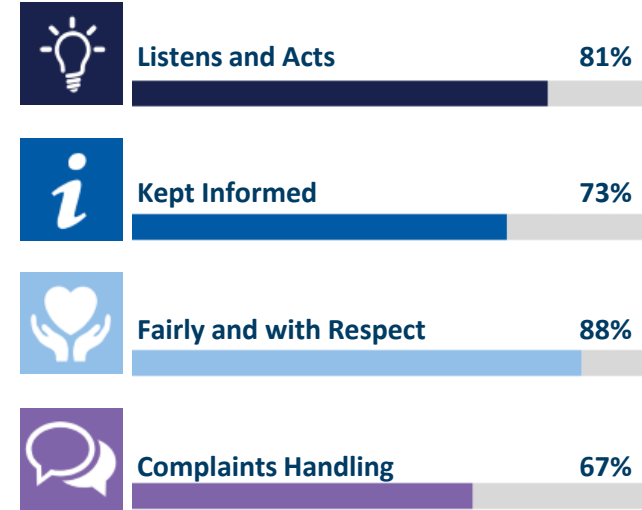 Listens and Acts 81%
Kept Informed 73%
Fairly and with Respect 88%
Complaints Handling 67%